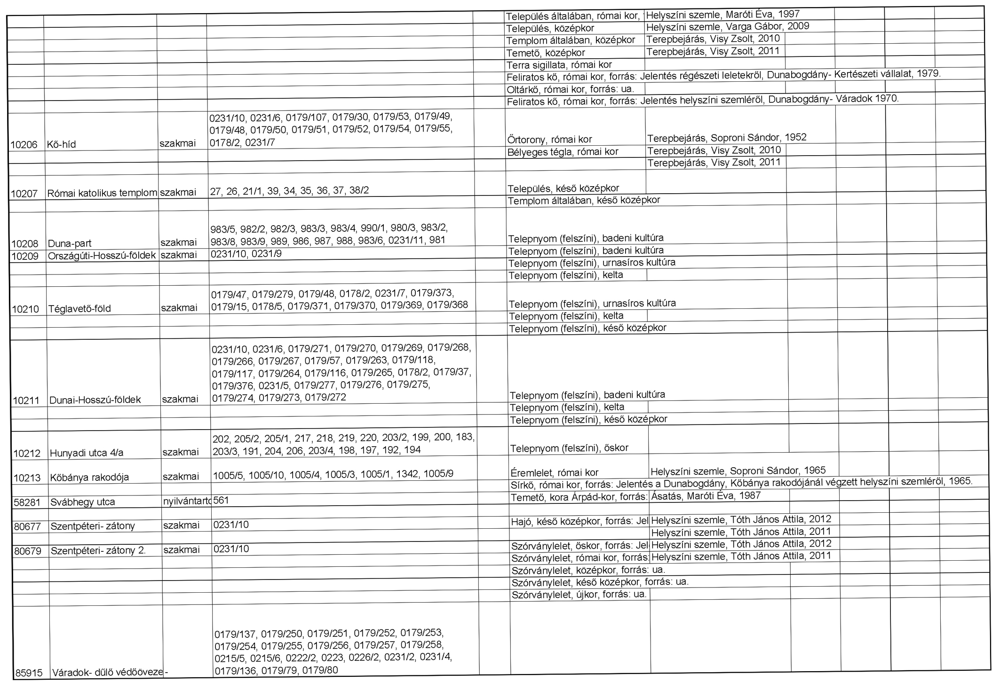 Település általában, római kor, Helyszíni szemle, Maróti Éva, 1997
Település, középkor Helyszíni szemle, Varga Gábor, 2009
Templom általában, középkor Terepbejárás, Visy Zsolt, 2010
Temető, középkor Terepbejárás, Visy Zsolt, 2011
Terra sigillata, római kor
Feliratos kő, római kor, forrás: Jelentés régészeti leletekről, Dunabogdány- Kertészeti vállalat, 1979.
Oltárkő, római kor, forrás: ua.
Feliratos kő, római kor, forrás: Jelentés helyszíni szemléről, Dunabogdány- Váradok 1970.
0231/10, 0231/6, 0179/107, 0179/30, 0179/53, 0179/49,
0179/48, 0179/50, 0179/51, 0179/52, 0179/54, 0179/55,
10206 Kő-híd szakmai 0178/2, 0231/7 Őrtorony, római kor Terepbejárás, Soproni Sándor, 1952
Bélyeges tégla, római kor Terepbejárás, Visy Zsolt, 2010
Terepbejárás, Visy Zsolt, 2011
10207 Római katolikus templom szakmai 27, 26, 21/1, 39, 34, 35, 36, 37, 38/2 Település, késő középkor
Templom általában, késő középkor
983/5, 982/2, 982/3, 983/3, 983/4, 990/1, 980/3, 983/2,
10208 Duna-part szakmai 983/8, 983/9, 989, 986, 987, 988, 983/6, 0231/11, 981 Telepnyom (felszíni), badeni kultúra
10209 Országúti-Hosszú-földek szakmai 0231/10, 0231/9 Telepnyom (felszíni), badeni kultúra
Telepnyom (felszíni), urnasíros kultúra
Telepnyom (felszíni), kelta
0179/47, 0179/279, 0179/48, 0178/2, 0231/7, 0179/373,
10210 Téglavető-föld szakmai 0179/15, 0178/5, 0179/371, 0179/370, 0179/369, 0179/368 Telepnyom (felszíni), urnasíros kultúra
Telepnyom (felszíni), kelta
Telepnyom (felszíni), késő középkor
0231/10, 0231/6, 0179/271, 0179/270, 0179/269, 0179/268,
0179/266, 0179/267, 0179/57, 0179/263, 0179/118,
0179/117, 0179/264, 0179/116, 0179/265, 0178/2, 0179/37,
0179/376, 0231/5, 0179/277, 0179/276, 0179/275,
10211 Dunai-Hosszú-földek szakmai 0179/274, 0179/273, 0179/272 Telepnyom (felszíni), badeni kultúra
Telepnyom (felszíni), kelta
Telepnyom (felszíni), késő középkor
202, 205/2, 205/1, 217, 218, 219, 220, 203/2, 199, 200, 183,
10212 Hunyadi utca 4/a szakmai 203/3, 191, 204, 206, 203/4, 198, 197, 192, 194 Telepnyom (felszíni), őskor
10213 Kőbánya rakodója szakmai 1005/5, 1005/10, 1005/4, 1005/3, 1005/1, 1342, 1005/9 Éremlelet, római kor Helyszíni szemle, Soproni Sándor, 1965
Sírkő, római kor, forrás: Jelentés a Dunabogdány, Kőbánya rakodójánál végzett helyszíni szemléről, 1965.
58281 Svábhegy utca nyilvántarto 561 Temető, kora Árpád-kor, forrás: Ásatás, Maróti Éva, 1987
80677 Szentpéteri- zátony szakmai 0231/10 Hajó, késő középkor, forrás: Jel Helyszíni szemle, Tóth János Attila, 2012
Helyszíni szemle, Tóth János Attila, 2011
80679 Szentpéteri- zátony 2. szakmai 0231/10 Szórványlelet, őskor, forrás: Jel Helyszíni szemle, Tóth János Attila, 2012
Szórványlelet, római kor, forrás: Helyszíni szemle, Tóth János Attila, 2011
Szórványlelet, középkor, forrás: ua.
Szórványlelet, késő középkor, forrás: ua.
Szórványlelet, újkor, forrás: ua.
0179/137, 0179/250, 0179/251, 0179/252, 0179/253,
0179/254, 0179/255, 0179/256, 0179/257, 0179/258,
0215/5, 0215/6, 0222/2, 0223, 0226/2, 0231/2, 0231/4,
85915 Váradok- dűlő védőöveze - 0179/136, 0179/79, 0179/80